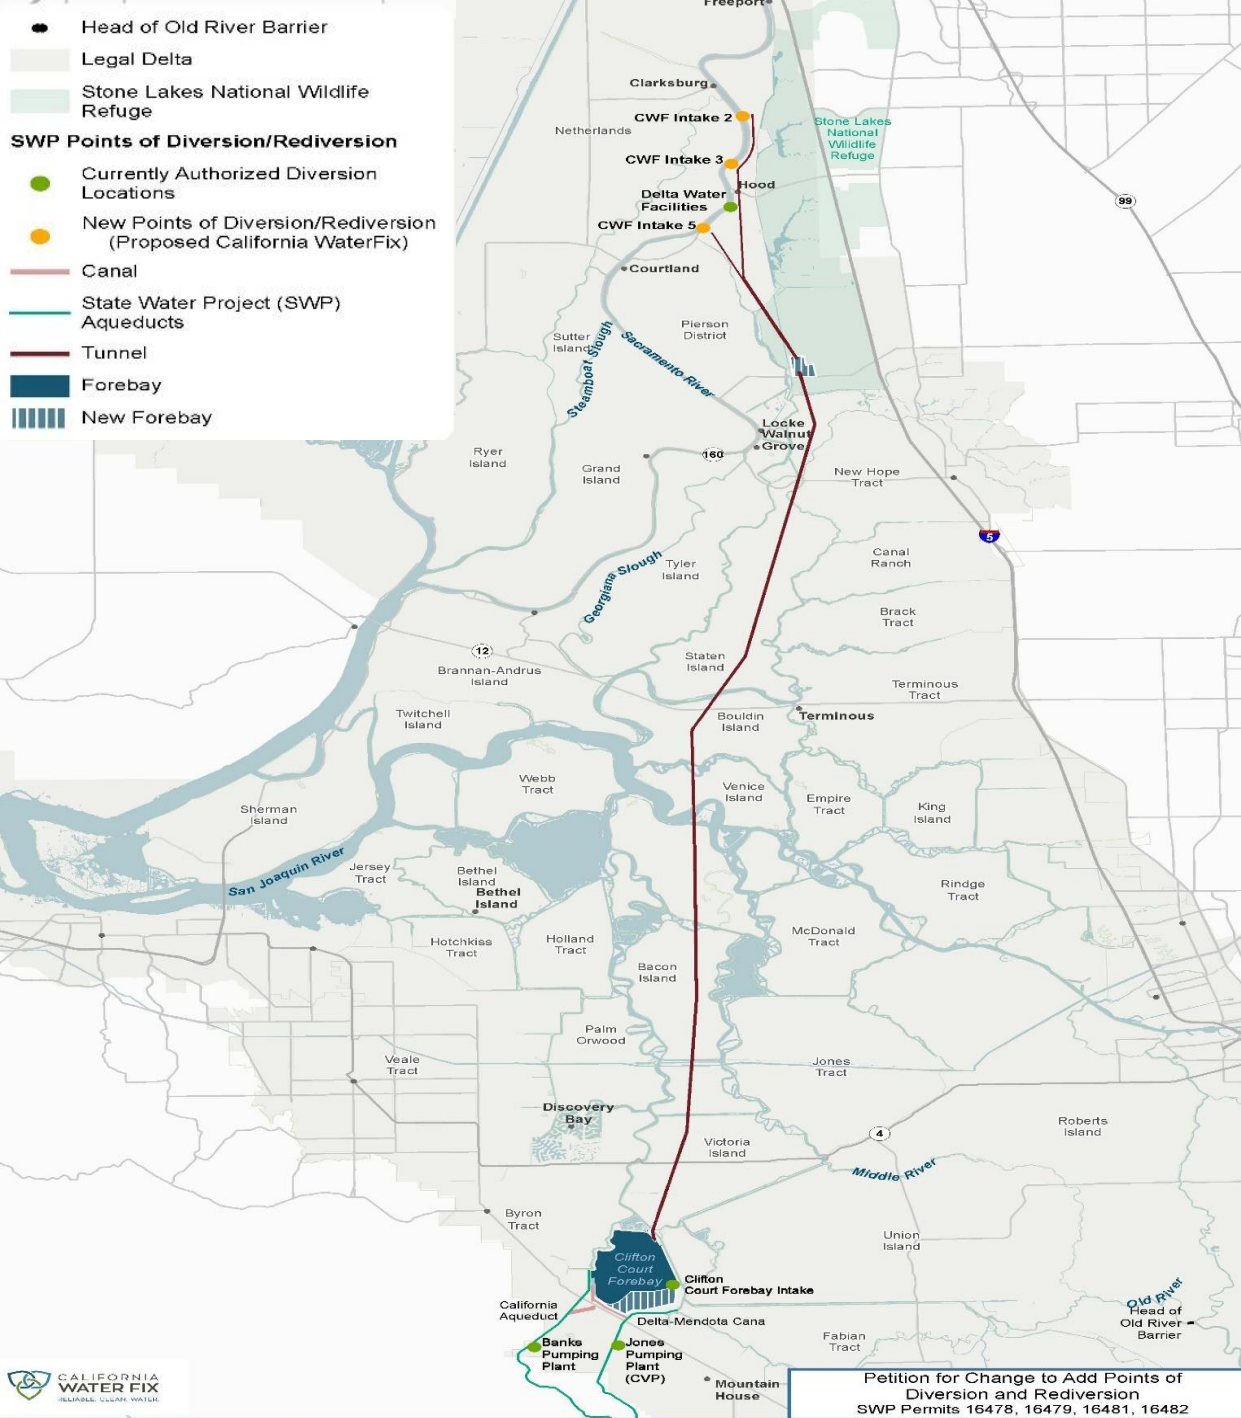 Head of Old River Barrier
Legal Delta
Stone Lakes National Wildlife
Refuge
SWP Points of Diversion/Rediversion
Currently Authorized Diversion
Locations
New Points of Diversion/Rediversion
(Proposed California WaterFix)
Canal
State Water Project (SWP)
Aqueducts
Tunnel
Forebay
New Forebay
Freeport
Clarksburg
CWF Intake 2
Netherlands
Stone Lakes
National
Wildlife
Refuge
CWF Intake 3
Hood
Delta Water
Facilities
99
CWF Intake 5
Courtland
Sutter
Island
Steamboat Slough
Sacramento River
Pierson
District
Locke
Walnut
Grove
160
Ryer
Island
Grand
Island
New Hope
Tract
5
Canal
Ranch
Georgiana Slough
Tyler
Island
Brack
Tract
12
Brannan-Andrus
Island
Staten
Island
Terminous
Tract
Twitchell
Island
Bouldin
Island
Terminous
Webb
Tract
Venice
Island
Empire
Tract
King
Island
Sherman
Island
San Joaquin River
Jersey
Tract
Bethel
Island
Bethel
Island
Rindge
Tract
Hotchkiss
Tract
Holland
Tract
McDonald
Tract
Bacon
Island
Palm
Orwood
Veale
Tract
Jones
Tract
Discovery
Bay
Roberts
Island
4
Victoria
Island
Middle River
Byron
Tract
Union
Island
Clifton
Court
Forebay
Clifton
Court Forebay Intake
California
Aqueduct
Delta-Mendota Cana
Old River
Head of
Old River
Barrier
Fabian
Tract
Banks
Pumping
Plant
Jones
Pumping
Plant
(CVP)
Mountain
House
CALIFORNIA
WATER FIX
RELIABLE. CLEAN. WATER.
Petition for Change to Add Points of
Diversion and Rediversion
SWP Permits 16478, 16479, 16481, 16482